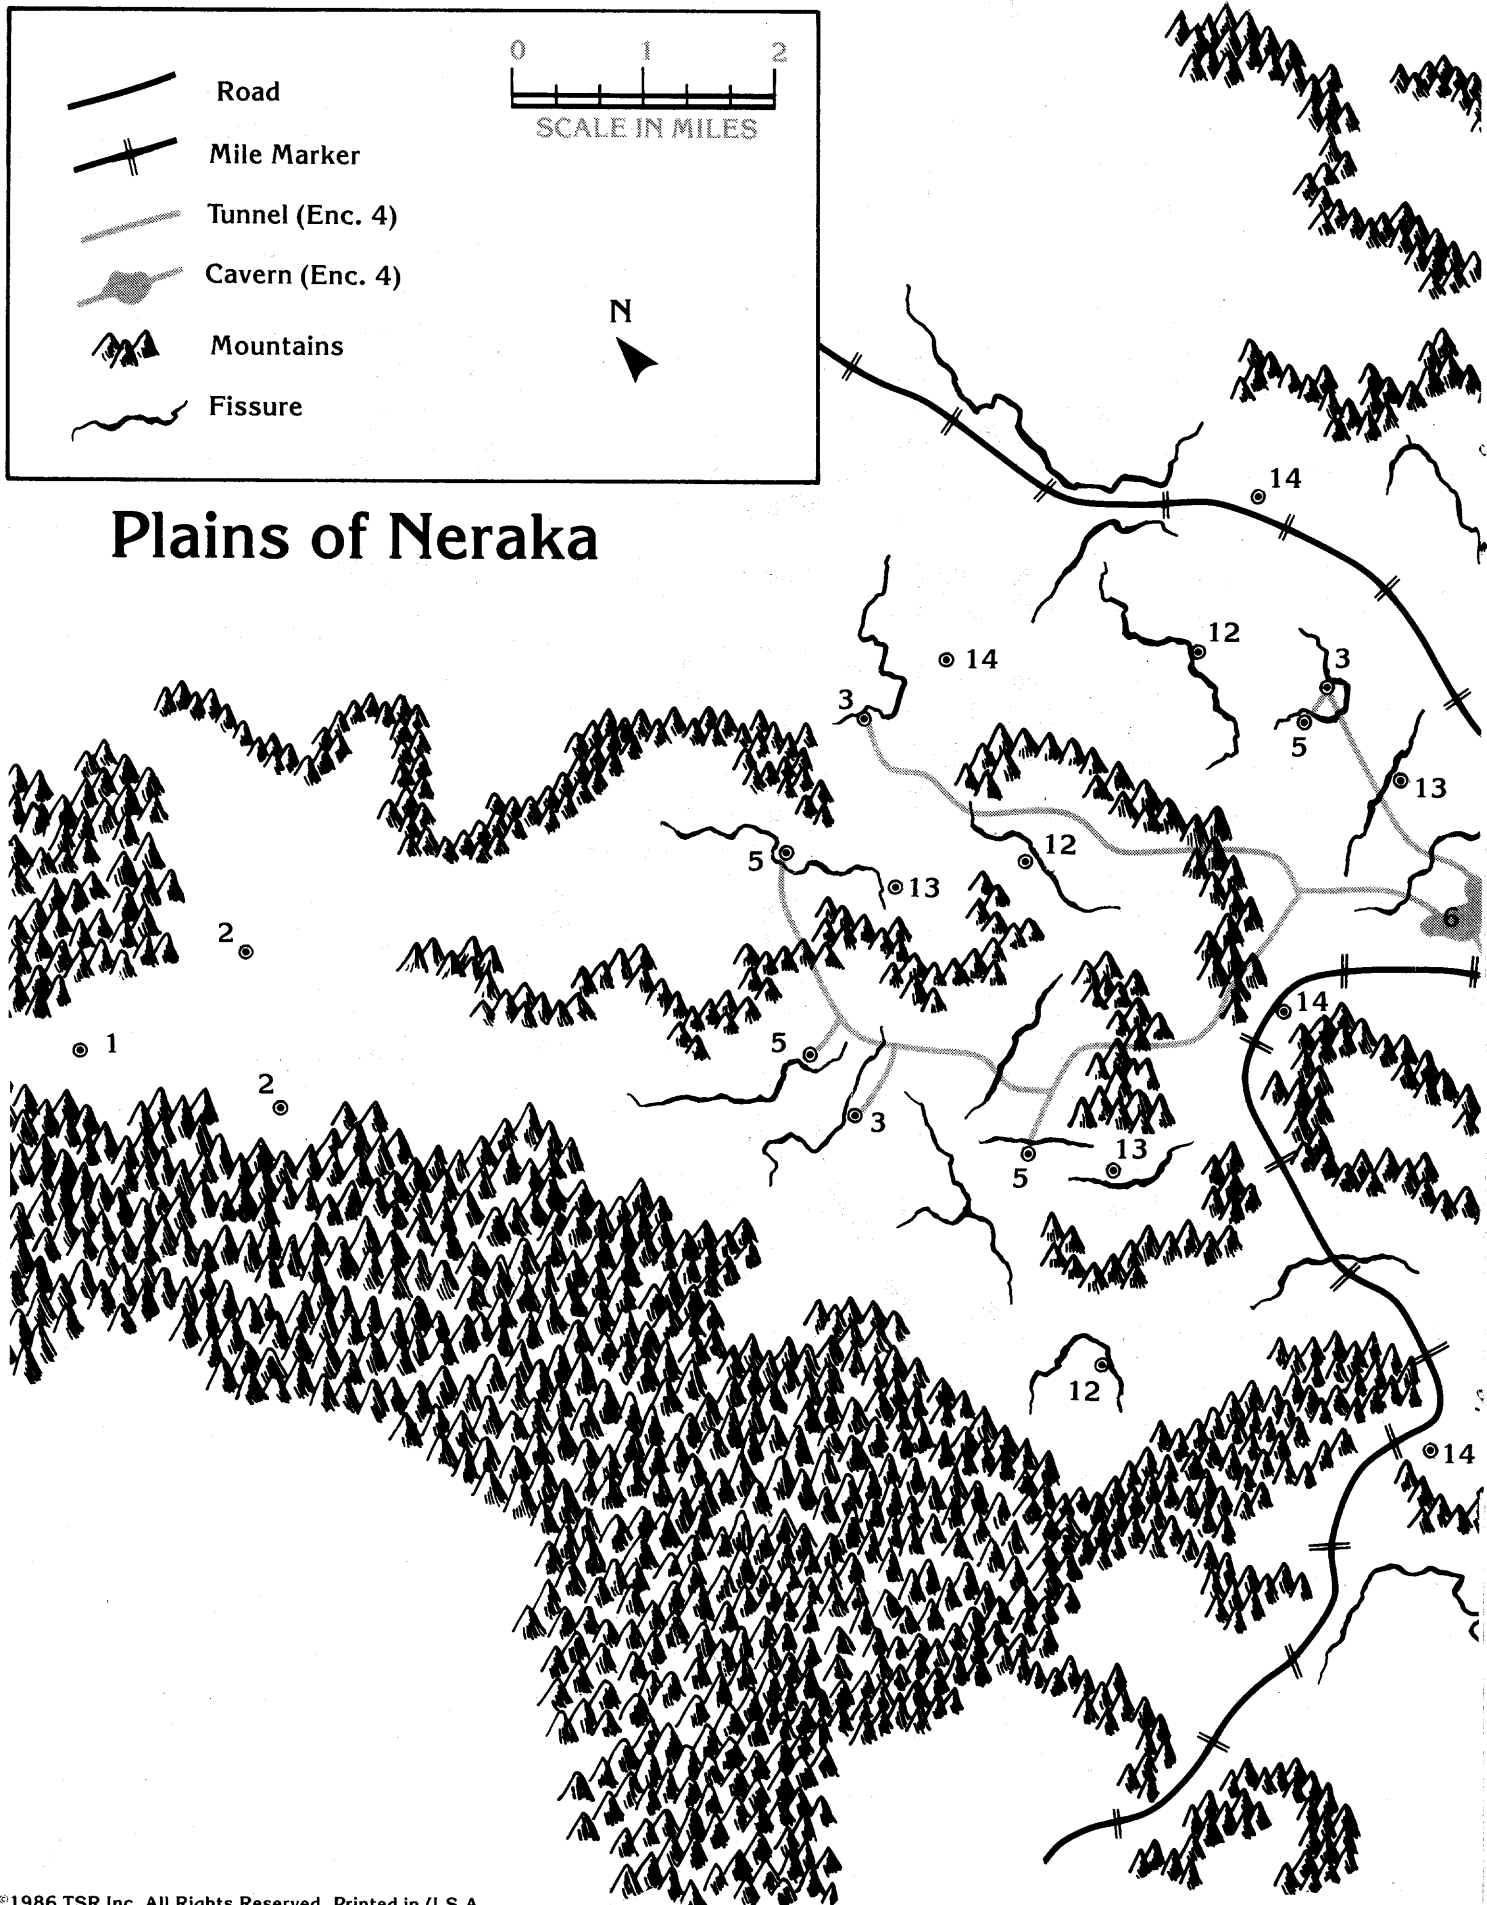 0 1 2
SCALE IN MILES
Road
Mile Marker
Tunnel (Enc. 4)
Cavern (Enc. 4)
N
Mountains
Fissure
14
Plains of Neraka
12
14
3
3
5
13
12
5
13
6
2
14
1
5
2
3
13
5
12
14
©1986 TSR Inc. All Rights Reserved. Printed in U.S.A.